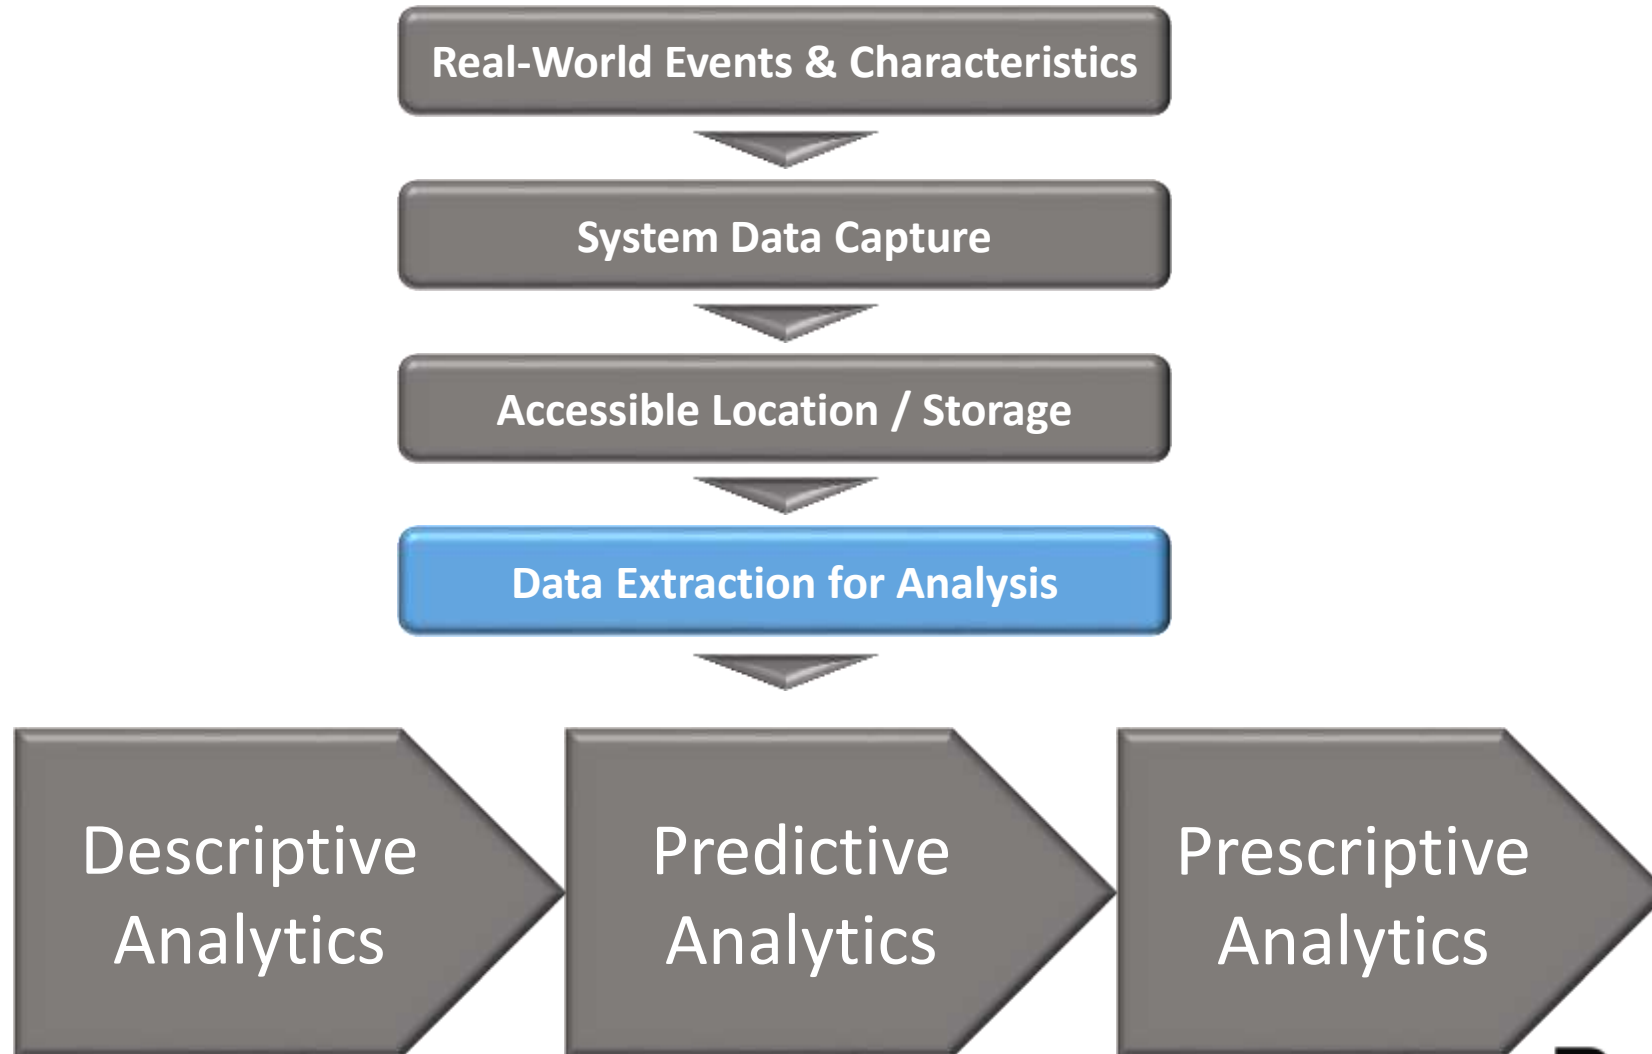 Real-World Events & Characteristics
System Data Capture
Accessible Location / Storage
Data Extraction for Analysis
Descriptive
Analytics
Predictive
Analytics
Prescriptive
Analytics